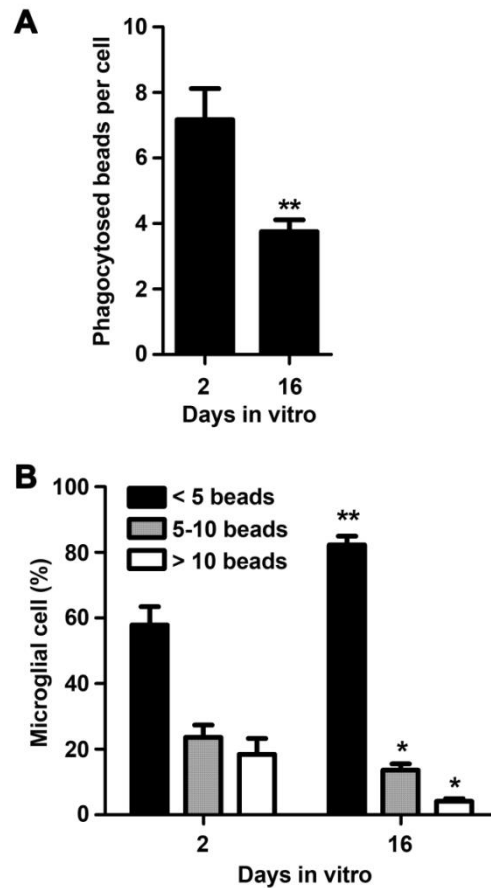 A
Phagocytosed beads per cell
10
8
6
4
2
0
**
2 16
Days in vitro
B
Microglial cell (%)
100
80
60
40
20
0
< 5 beads
5-10 beads
> 10 beads
**
*
*
2 16
Days in vitro